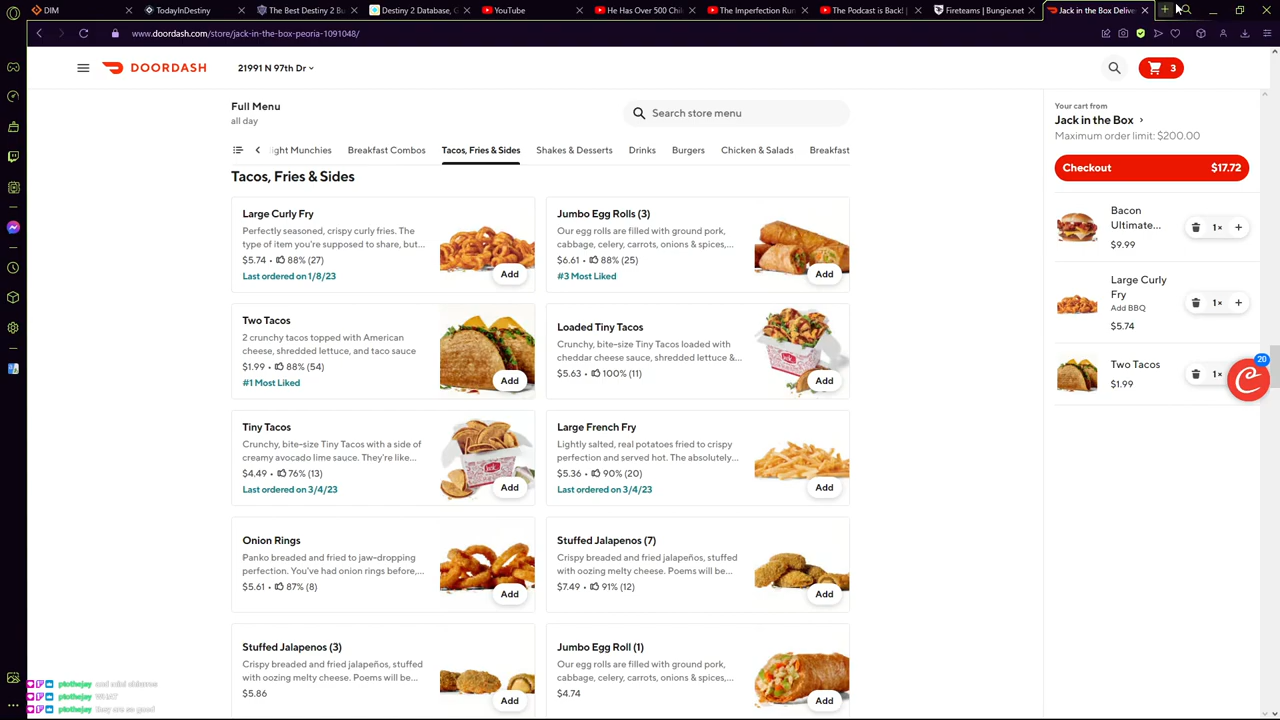 DIM
TodayInDestiny
The Best Destiny 2 Bu
Destiny 2 Database, G
YouTube
He Has Over 500 Chil
The Imperfection Run
The Podcast is Back! |
Fireteams | Bungie.net
Jack in the Box Deliver
www.doordash.com/store/jack-in-the-box-peoria-1091048/
DOORDASH
21991 N 97th Dr
3
Full Menu
all day
Search store menu
ight Munchies
Breakfast Combos
Tacos, Fries & Sides
Shakes & Desserts
Drinks
Burgers
Chicken & Salads
Breakfast
Tacos, Fries & Sides
Large Curly Fry
Perfectly seasoned, crispy curly fries. The
type of item you're supposed to share, but...
$5.74 • 88% (27)
Last ordered on 1/8/23
Add
Jumbo Egg Rolls (3)
Our egg rolls are filled with ground pork,
cabbage, celery, carrots, onions & spices,...
$6.61 • 88% (25)
#3 Most Liked
Add
Two Tacos
2 crunchy tacos topped with American
cheese, shredded lettuce, and taco sauce
$1.99 • 88% (54)
#1 Most Liked
Add
Loaded Tiny Tacos
Crunchy, bite-size Tiny Tacos loaded with
cheddar cheese sauce, shredded lettuce &...
$5.63 • 100% (11)
Add
Tiny Tacos
Crunchy, bite-size Tiny Tacos with a side of
creamy avocado lime sauce. They're like...
$4.49 • 76% (13)
Last ordered on 3/4/23
Add
Large French Fry
Lightly salted, real potatoes fried to crispy
perfection and served hot. The absolutely...
$5.36 • 90% (20)
Last ordered on 3/4/23
Add
Onion Rings
Panko breaded and fried to jaw-dropping
perfection. You've had onion rings before,...
$5.61 • 87% (8)
Add
Stuffed Jalapenos (7)
Crispy breaded and fried jalapeños, stuffed
with oozing melty cheese. Poems will be...
$7.49 • 91% (12)
Add
Stuffed Jalapenos (3)
Crispy breaded and fried jalapeños, stuffed
with oozing melty cheese. Poems will be...
$5.86
Add
Jumbo Egg Roll (1)
Our egg rolls are filled with ground pork,
cabbage, celery, carrots, onions & spices,...
$4.74
Add
Your cart from
Jack in the Box
Maximum order limit: $200.00
Checkout $17.72
Bacon
Ultimate...
$9.99
1×
Large Curly
Fry
Add BBQ
$5.74
1×
Two Tacos
$1.99
1×
20
ptothejay and mini churros
ptothejay WHAT
ptothejay they are so good